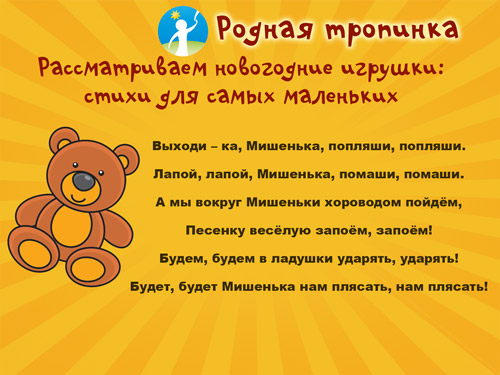 Родная тропинка
Рассматриваем новогодние игрушки:
стихи для самых маленьких
Выходи – ка, Мишенька, попляши, попляши.
Лапой, лапой, Мишенька, помаши, помаши.
А мы вокруг Мишеньки хороводом пойдём,
Песенку весёлую запоём, запоём!
Будем, будем в ладушки ударять, ударять!
Будет, будет Мишенька нам плясать, нам плясать!